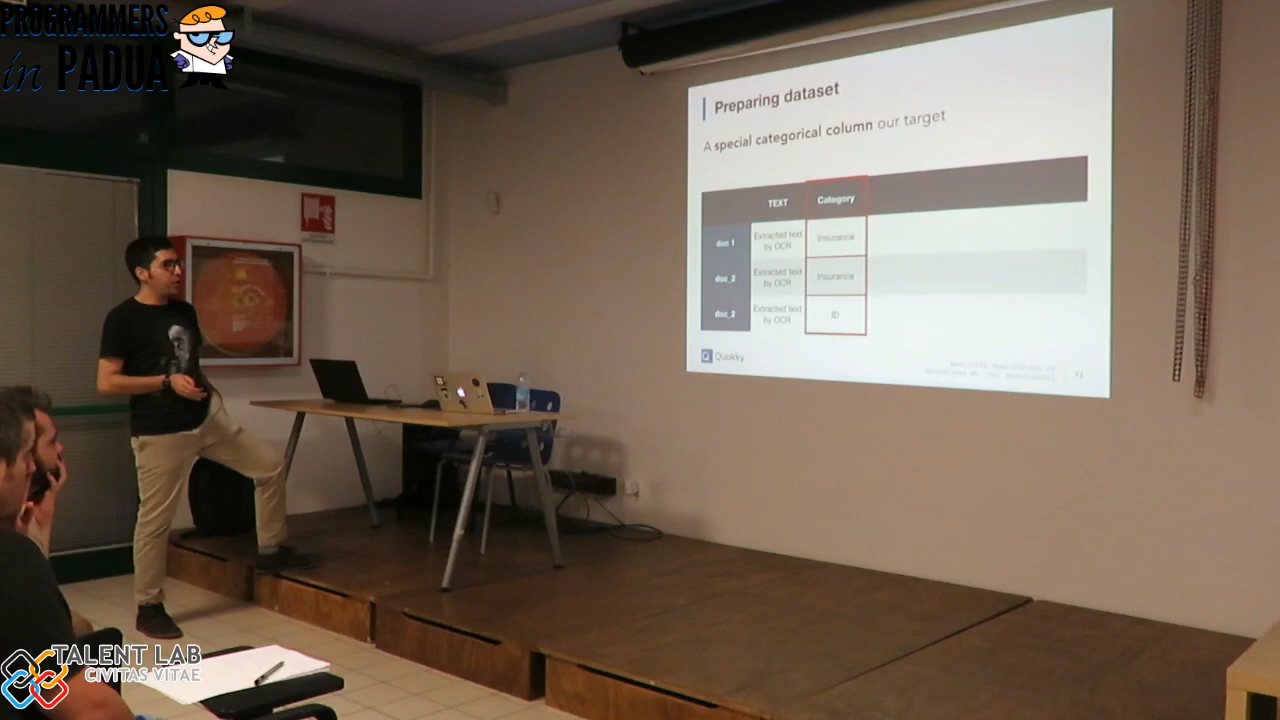 PROGRAMMERS
in PADUA
Preparing dataset
A special categorical column our target
TEXT Category
doc 1 Extracted text by OCR Insurance
doc_2 Extracted text by OCR Insurance
doc_2 Extracted text by OCR ID
Quokky
73
TALENT LAB
CIVITAS VITAE